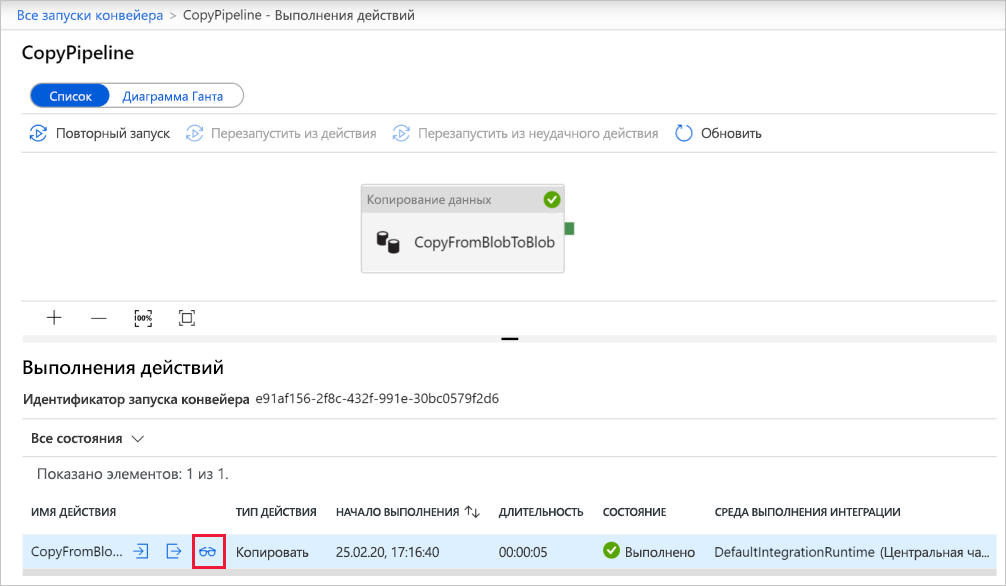 Все запуски конвейера > CopyPipeline - Выполнения действий
CopyPipeline
Список Диаграмма Ганта
Повторный запуск Перезапустить из действия Перезапустить из неудачного действия Обновить
Копирование данных
CopyFromBlobToBlob
100%
Выполнения действий
Идентификатор запуска конвейера e91af156-2f8c-432f-991e-30bc0579f2d6
Все состояния
Показано элементов: 1 из 1.
ИМЯ ДЕЙСТВИЯ ТИП ДЕЙСТВИЯ НАЧАЛО ВЫПОЛНЕНИЯ ДЛИТЕЛЬНОСТЬ СОСТОЯНИЕ СРЕДА ВЫПОЛНЕНИЯ ИНТЕГРАЦИИ
CopyFromBlo... Копировать 25.02.20, 17:16:40 00:00:05 Выполнено DefaultIntegrationRuntime (Центральная ча...